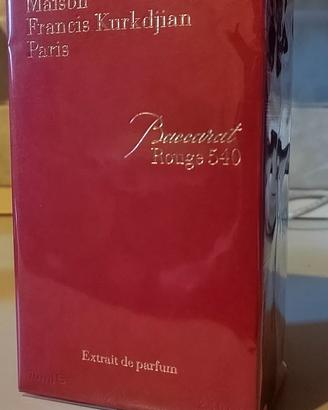 Maison
Francis Kurkdjian
Paris
Baccarat
Rouge 540
Extrait de parfum